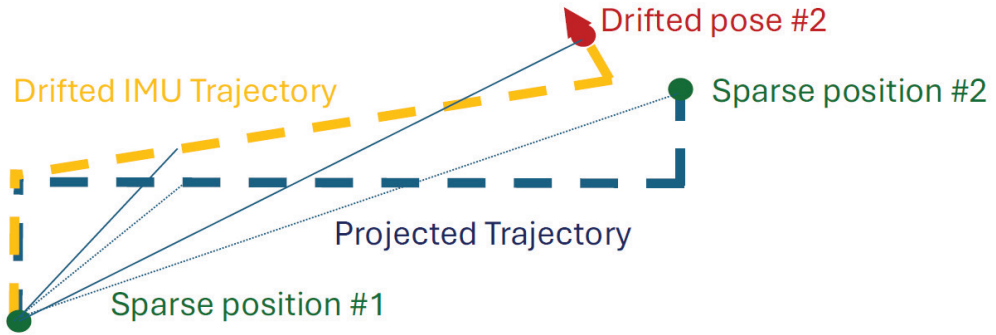 Drifted pose #2
Drifted IMU Trajectory
Sparse position #2
Projected Trajectory
Sparse position #1